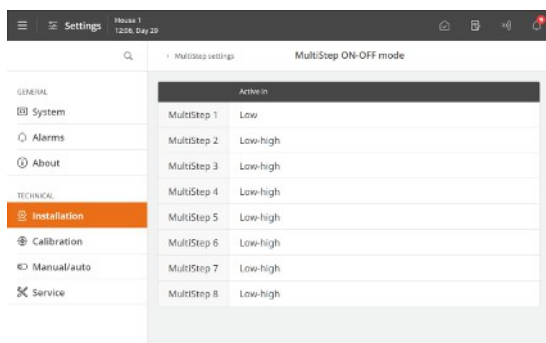 Settings
House 1
12:06, Day 29
MultiStep settings
MultiStep ON-OFF mode
GENERAL
System
Alarms
About
TECHNICAL
Installation
Calibration
Manual/auto
Service
Active in
MultiStep 1 Low
MultiStep 2 Low-high
MultiStep 3 Low-high
MultiStep 4 Low-high
MultiStep 5 Low-high
MultiStep 6 Low-high
MultiStep 7 Low-high
MultiStep 8 Low-high